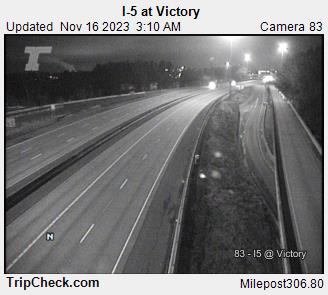 I-5 at Victory
Updated Nov 16 2023 3:10 AM Camera 83
T
N
83 - I5 @ Victory
TripCheck.com Milepost306.80